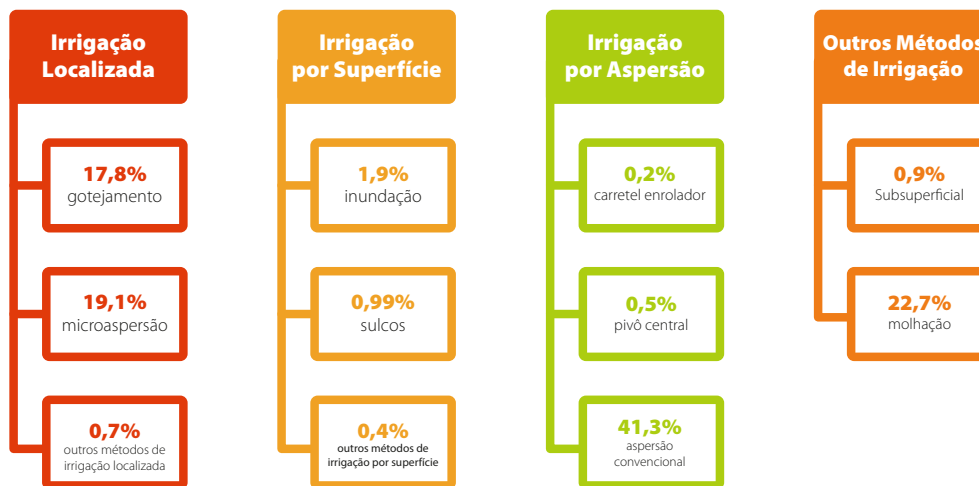 Irrigação
Localizada
17,8%
gotejamento
19,1%
microaspersão
0,7%
outros métodos de
irrigação localizada
Irrigação
por Superfície
1,9%
inundação
0,99%
sulcos
0,4%
outros métodos de
irrigação por superfície
Irrigação
por Aspersão
0,2%
carretel enrolador
0,5%
pivô central
41,3%
aspersão
convencional
Outros Métodos
de Irrigação
0,9%
Subsuperficial
22,7%
molhação